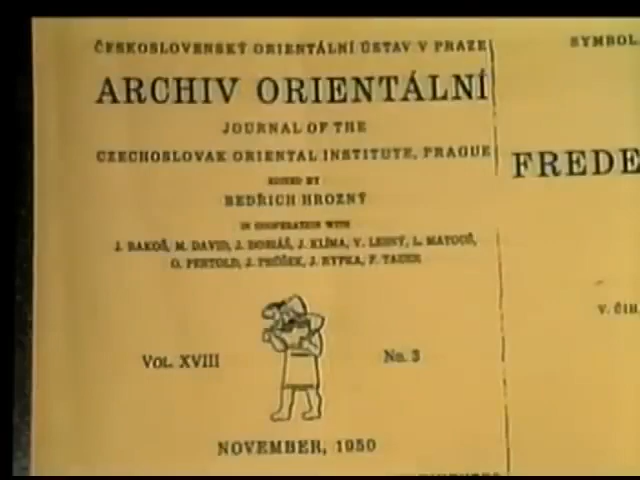 ČESKOSLOVENSKÝ ORIENTÁLNÍ ÚSTAV V PRAZE
ARCHIV ORIENTÁLNÍ
JOURNAL OF THE
CZECHOSLOVAK ORIENTAL INSTITUTE, PRAGUE
EDITED BY
BEDŘICH HROZNÝ
IN COOPERATION WITH
J. BAKOŠ, M. DAVID, J. DOBIÁŠ, J. KLÍMA, V. LESNÝ, L. MATOUŠ,
O. PERTOLD, J. PRŮŠEK, J. RYPKA, F. TAUER
VOL. XVIII
No. 3
NOVEMBER, 1950
SYMBOL
FREDE
V. ČIH